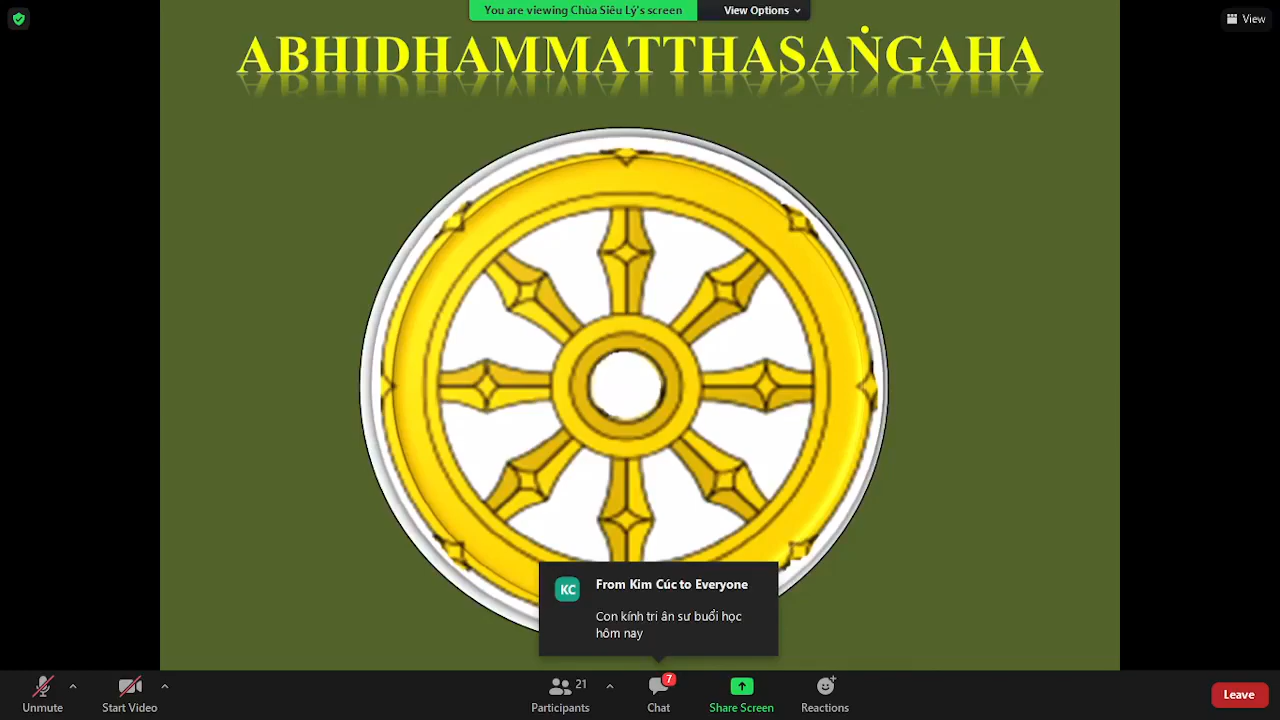 You are viewing Chùa Siêu Lý's screen
View Options
View
ABHIDHAMMATTHASAṄGAHA
KC
From Kim Cúc to Everyone
Con kính tri ân sư buổi học
hôm nay
21
7
Unmute
Start Video
Participants
Chat
Share Screen
Reactions
Leave